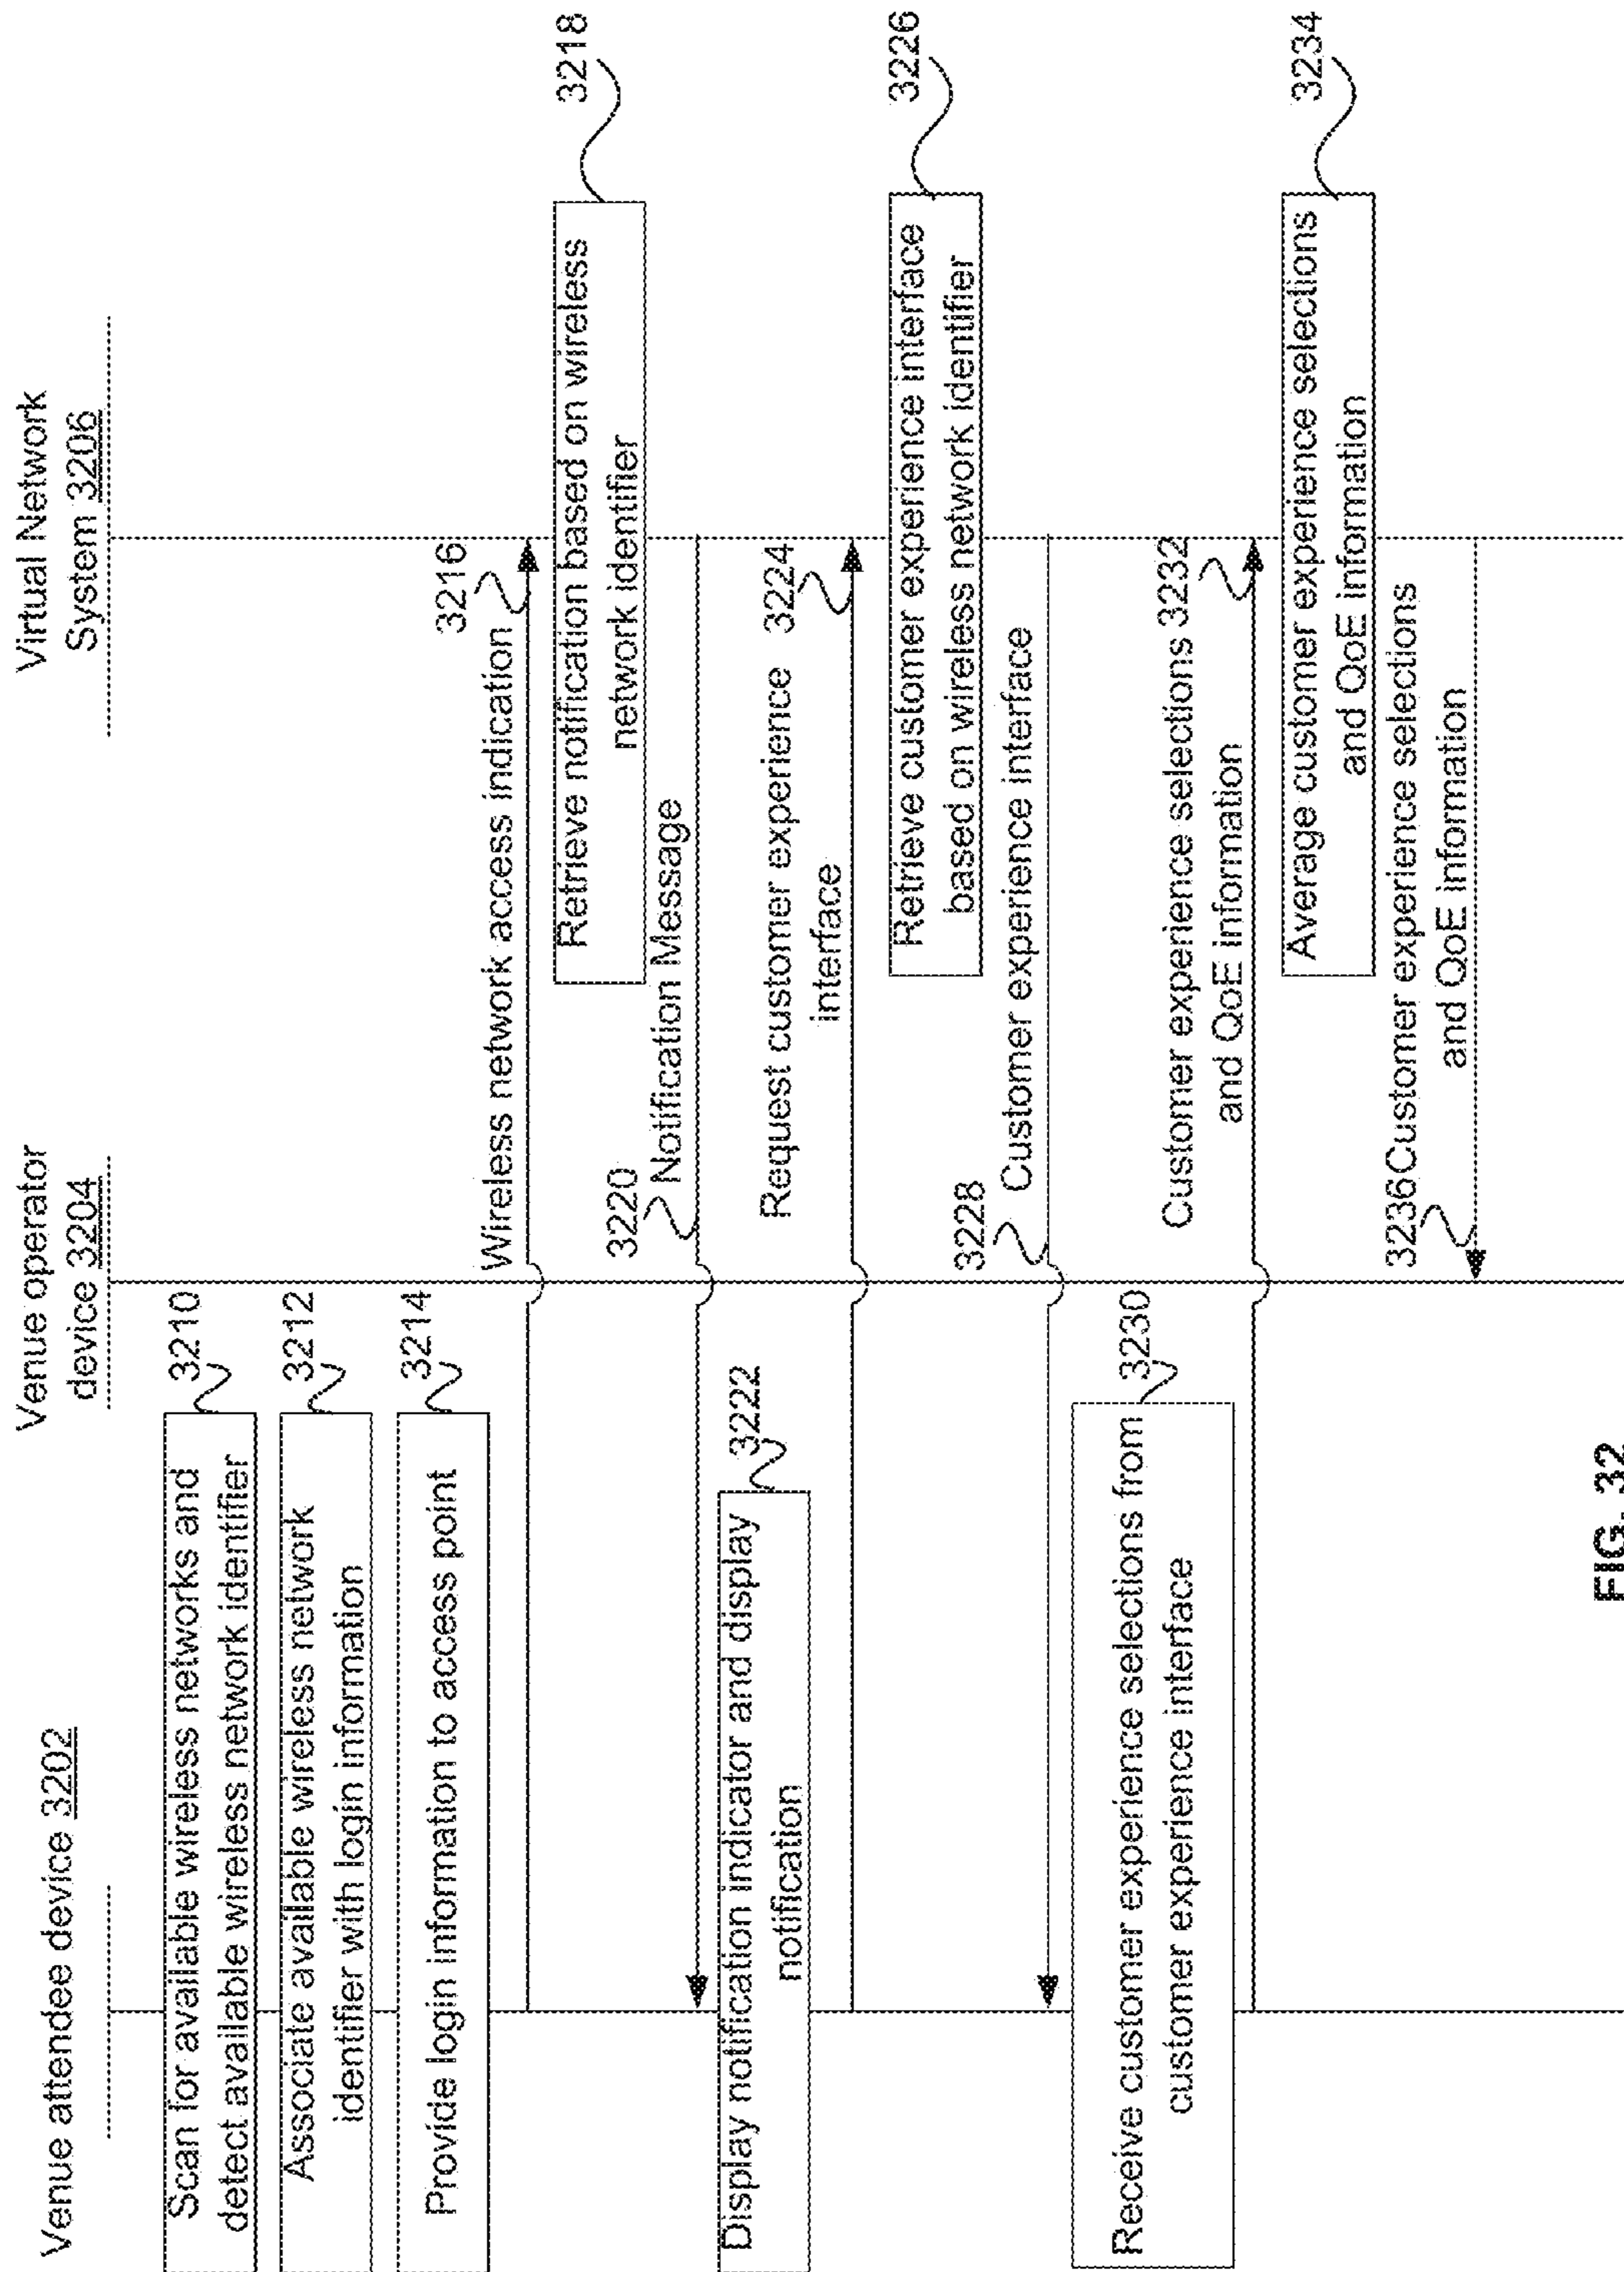 Venue attendee device 3202
Venue operator
device 3204
Virtual Network
System 3206
Scan for available wireless networks and
detect available wireless network identifier
3210
Associate available wireless network
identifier with login information
3212
Provide login information to access point
3214
Wireless network access indication
3216
Retrieve notification based on wireless
network identifier
3218
3220
Notification Message
Display notification indicator and display
notification
3222
Request customer experience
interface
3224
Retrieve customer experience interface
based on wireless network identifier
3226
3228
Customer experience interface
Receive customer experience selections from
customer experience interface
3230
Customer experience selections 3232
and QoE information
Average customer experience selections
and QoE information
3234
3236 Customer experience selections
and QoE information
FIG. 32